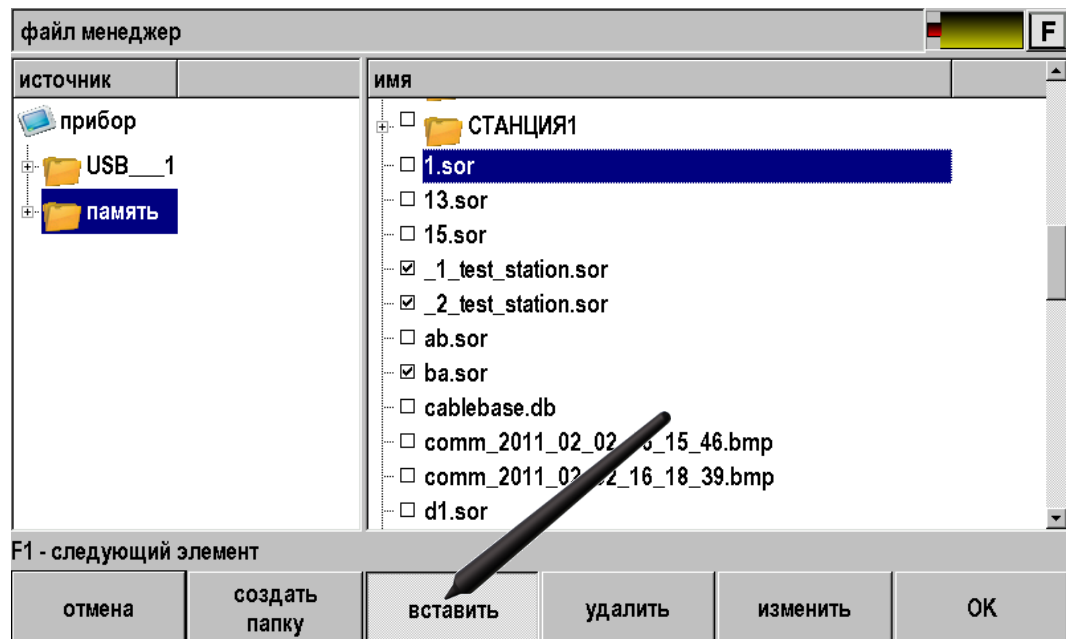 файл менеджер
F
источник
имя
прибор
USB___1
память
СТАНЦИЯ1
1.sor
13.sor
15.sor
_1_test_station.sor
_2_test_station.sor
ab.sor
ba.sor
cablebase.db
comm_2011_02_02 15_46.bmp
comm_2011_02_02_16_18_39.bmp
d1.sor
F1 - следующий элемент
отмена
создать
папку
вставить
удалить
изменить
OK